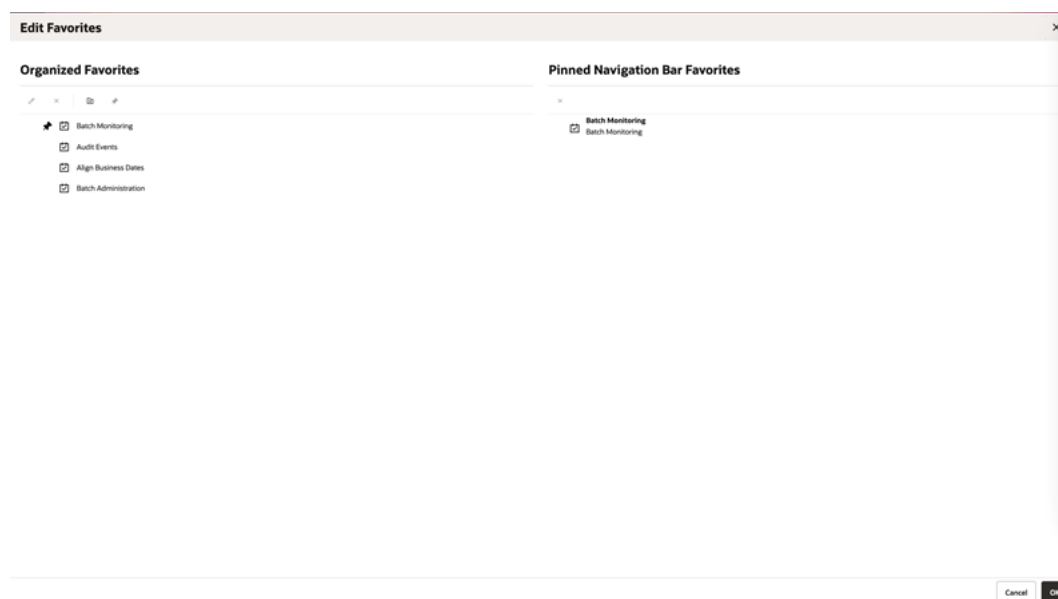 Edit Favorites
Organized Favorites
Batch Monitoring
Audit Events
Align Business Dates
Batch Administration
Pinned Navigation Bar Favorites
Batch Monitoring
Batch Monitoring
Cancel